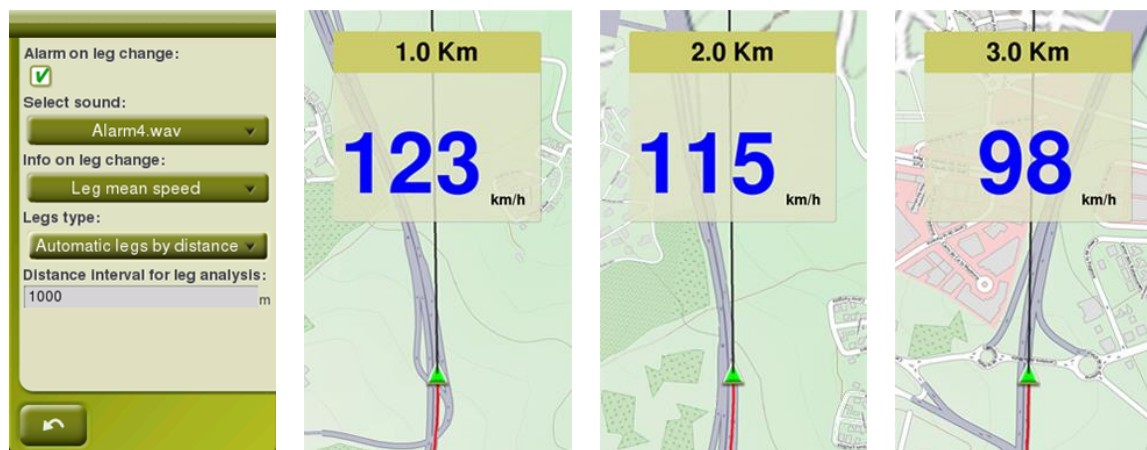 Alarm on leg change:
Select sound:
Alarm4.wav
Info on leg change:
Leg mean speed
Legs type:
Automatic legs by distance
Distance interval for leg analysis:
1000
m
1.0 Km
123
km/h
2.0 Km
115
km/h
3.0 Km
98
km/h